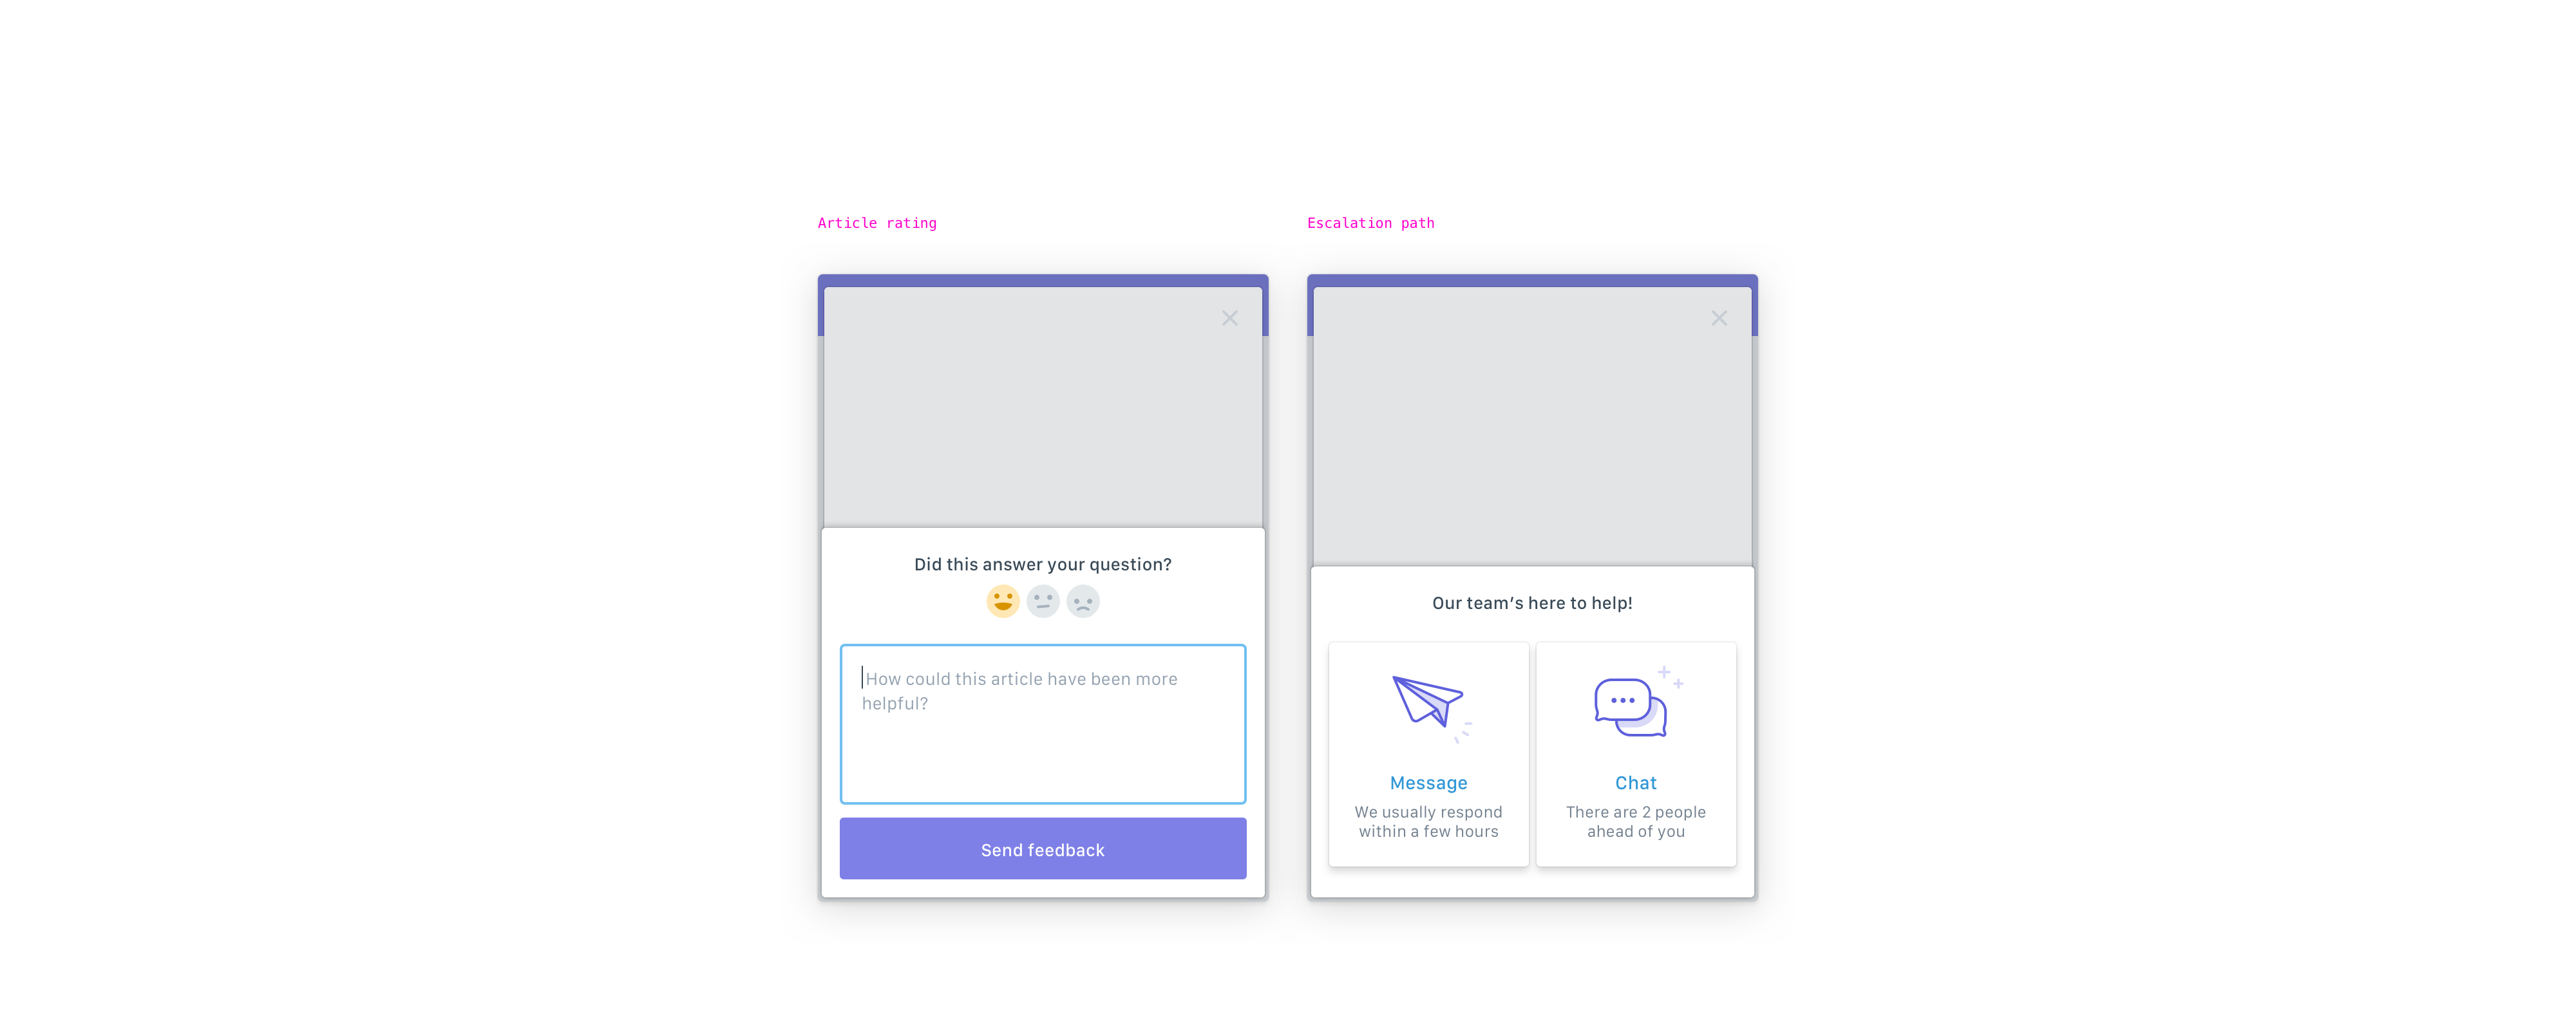 Article rating
Did this answer your question?
How could this article have been more
helpful?
Send feedback
Escalation path
Our team’s here to help!
Message
We usually respond
within a few hours
Chat
There are 2 people
ahead of you